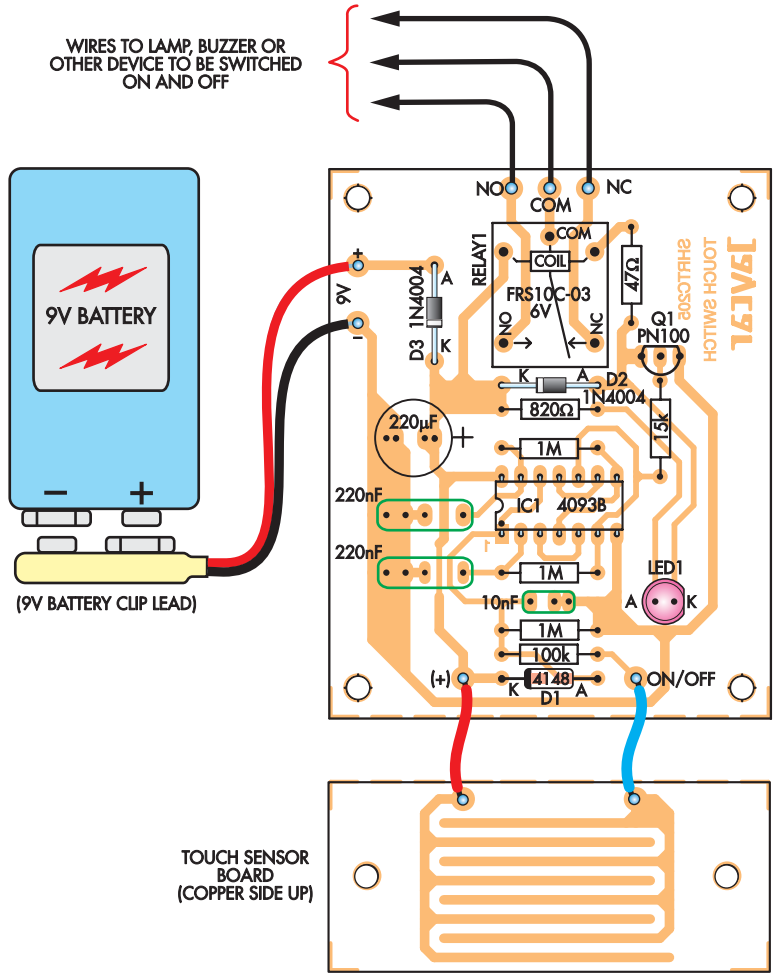 WIRES TO LAMP, BUZZER OR
OTHER DEVICE TO BE SWITCHED
ON AND OFF
NO
COM
NC
9V BATTERY
− +
(9V BATTERY CLIP LEAD)
+
9V
−
A
1N4004
D3
K
RELAY1
COM
COIL
FRS10C-03
6V
NO
NC
47Ω
Q1
PN100
JAYCAR
TOUCH SWITCH
SHRTC206
K
A
D2
1N4004
820Ω
220µF
+
15k
1M
220nF
IC1 4093B
1
220nF
1M
LED1
A
K
10nF
1M
100k
(+)
K
4148
A
D1
ON/OFF
TOUCH SENSOR
BOARD
(COPPER SIDE UP)